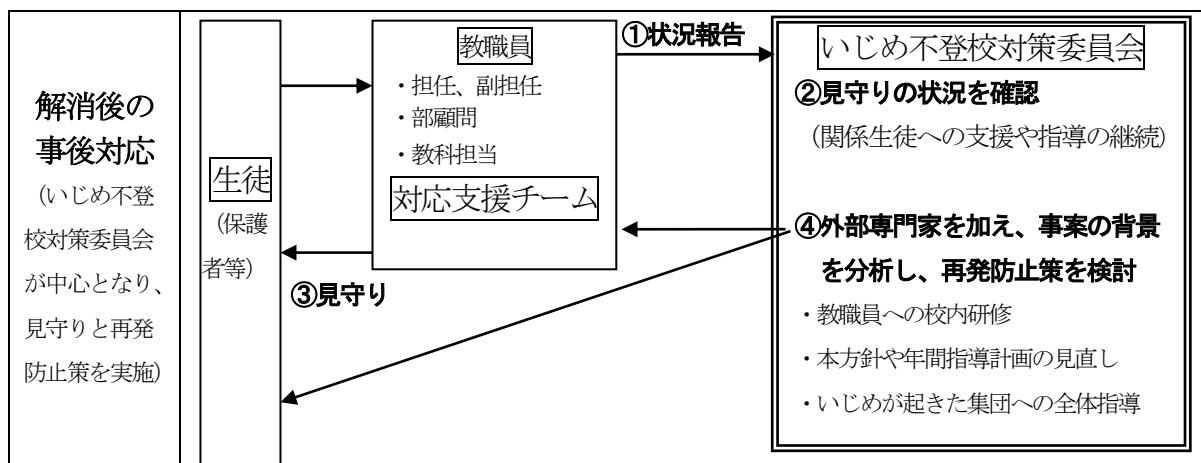 解消後の
事後対応
(いじめ不登
校対策委員会
が中心となり、
見守りと再発
防止策を実施)
生徒
(保護
者等)
教職員
・担任、副担任
・部顧問
・教科担当
対応支援チーム
①状況報告
③見守り
いじめ不登校対策委員会
②見守りの状況を確認
(関係生徒への支援や指導の継続)
④外部専門家を加え、事案の背景
を分析し、再発防止策を検討
・教職員への校内研修
・本方針や年間指導計画の見直し
・いじめが起きた集団への全体指導